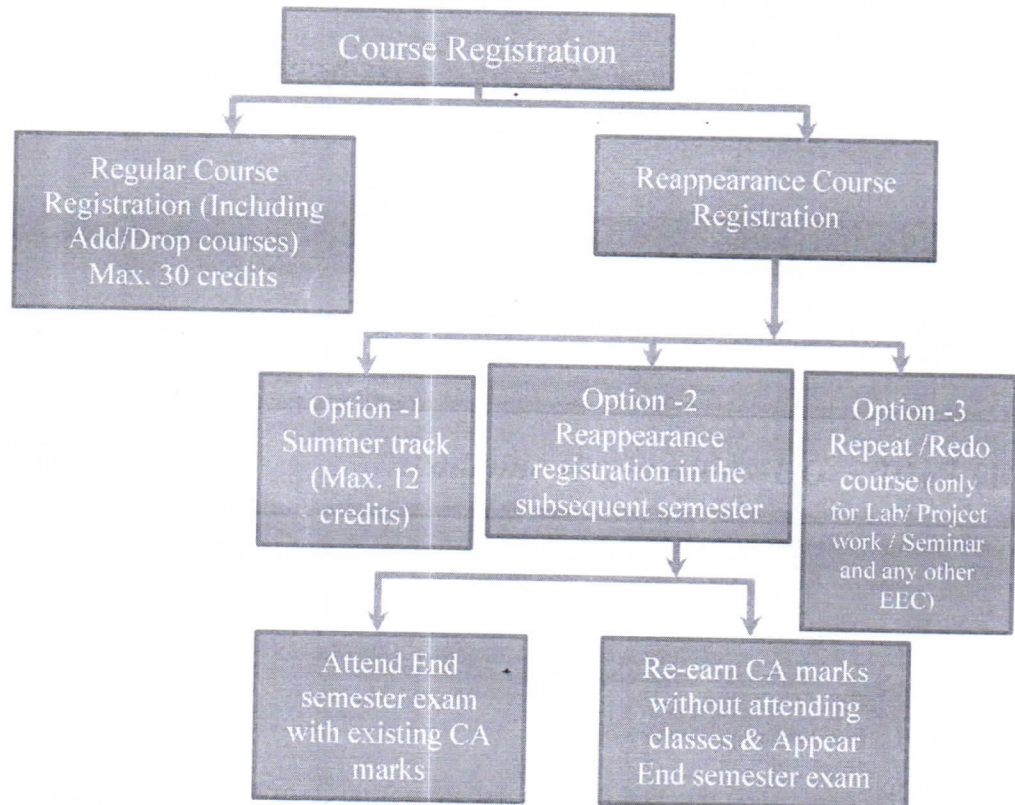 Course Registration
Regular Course
Registration (Including
Add/Drop courses)
Max. 30 credits
Reappearance Course
Registration
Option -1
Summer track
(Max. 12
credits)
Option -2
Reappearance
registration in the
subsequent semester
Option -3
Repeat /Redo
course (only
for Lab/ Project
work / Seminar
and any other
EEC)
Attend End
semester exam
with existing CA
marks
Re-earn CA marks
without attending
classes & Appear
End semester exam